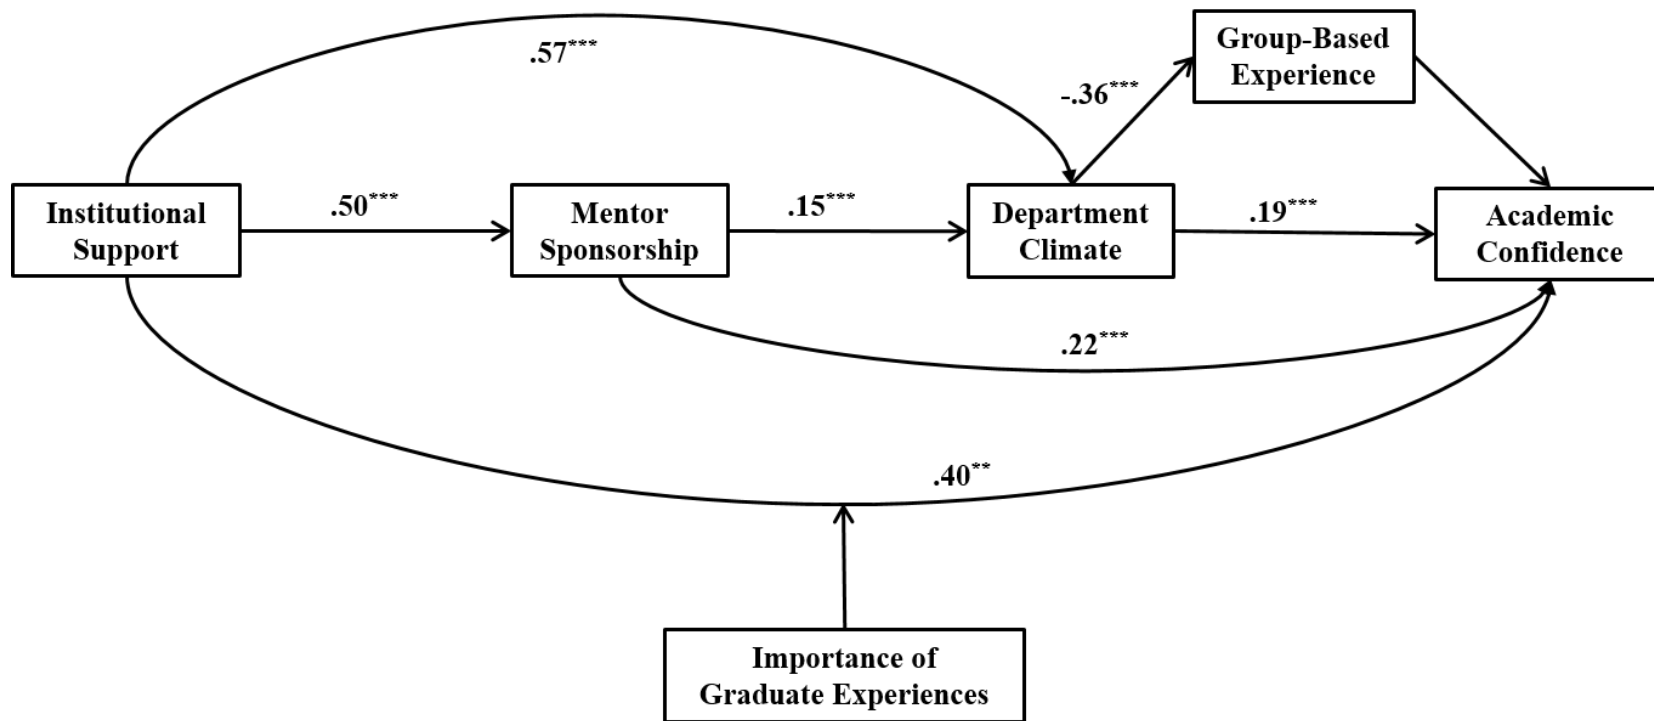 Group-Based
Experience
.57***
-.36***
Institutional
Support
.50***
Mentor
Sponsorship
.15***
Department
Climate
.19***
Academic
Confidence
.22***
.40**
Importance of
Graduate Experiences